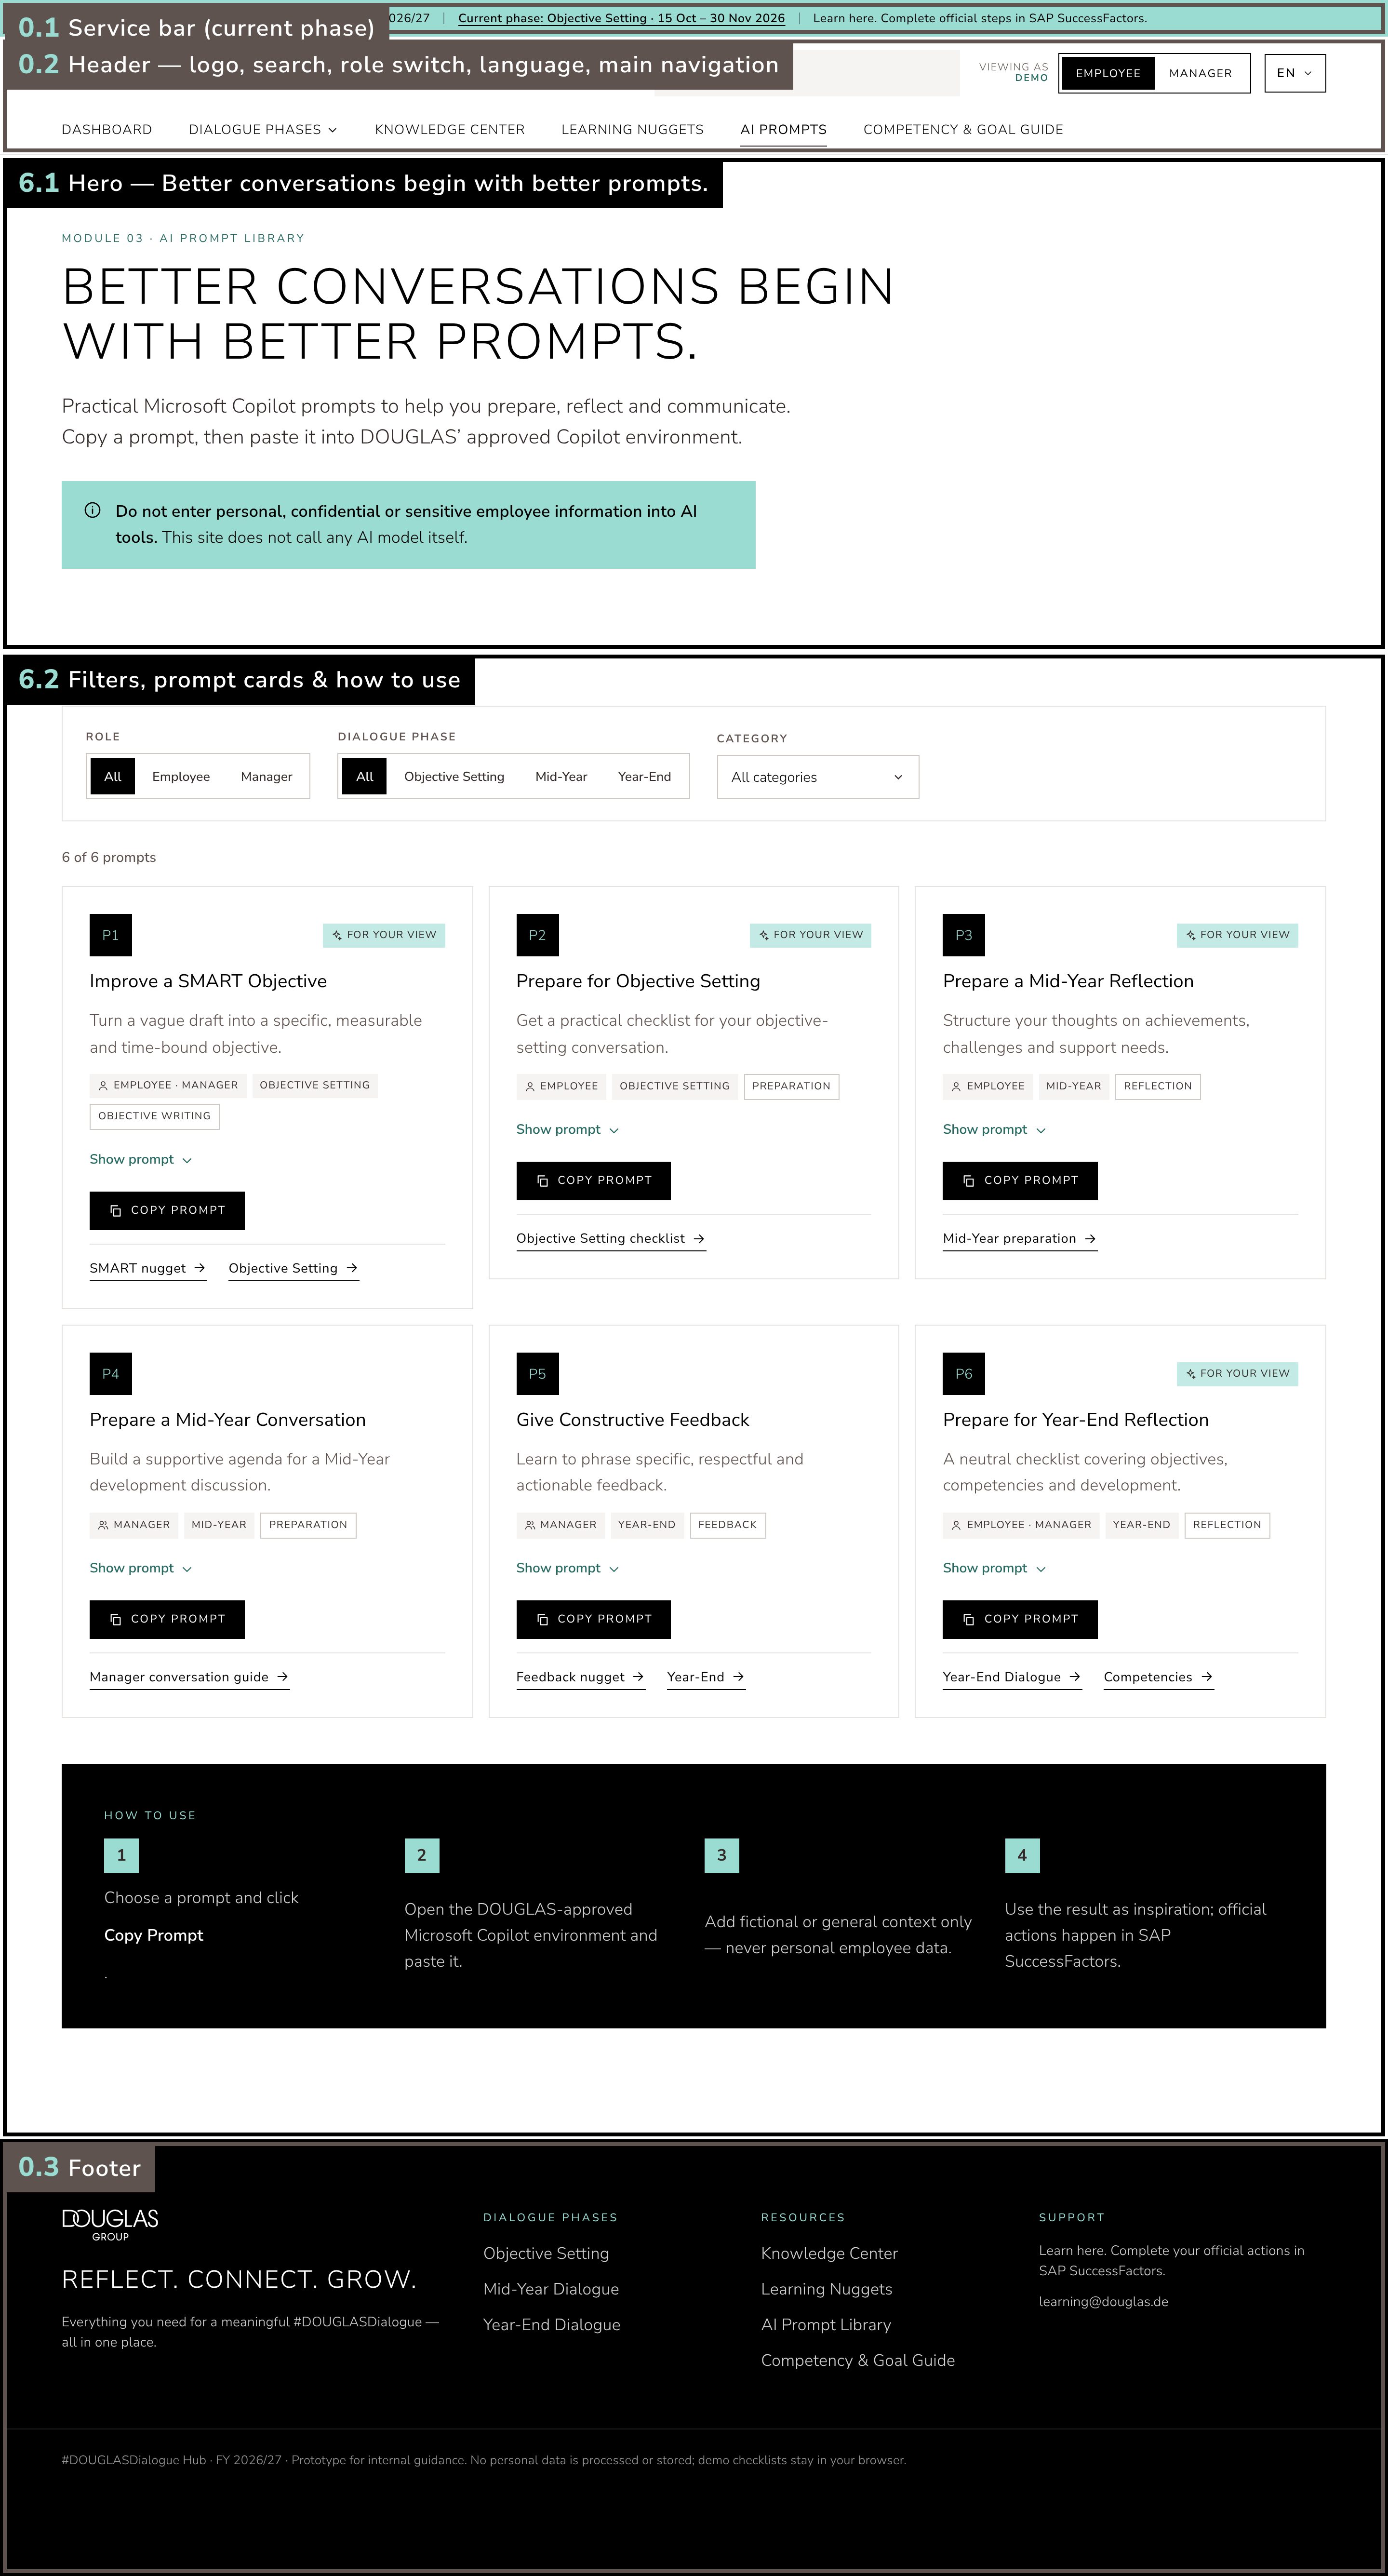 0.1 Service bar (current phase)
026/27 | Current phase: Objective Setting · 15 Oct – 30 Nov 2026 | Learn here. Complete official steps in SAP SuccessFactors.
0.2 Header — logo, search, role switch, language, main navigation
VIEWING AS
DEMO
EMPLOYEE MANAGER
EN
DASHBOARD DIALOGUE PHASES KNOWLEDGE CENTER LEARNING NUGGETS AI PROMPTS COMPETENCY & GOAL GUIDE
6.1 Hero — Better conversations begin with better prompts.
MODULE 03 · AI PROMPT LIBRARY
BETTER CONVERSATIONS BEGIN
WITH BETTER PROMPTS.
Practical Microsoft Copilot prompts to help you prepare, reflect and communicate.
Copy a prompt, then paste it into DOUGLAS’ approved Copilot environment.
Do not enter personal, confidential or sensitive employee information into AI
tools. This site does not call any AI model itself.
6.2 Filters, prompt cards & how to use
ROLE
All Employee Manager
DIALOGUE PHASE
All Objective Setting Mid-Year Year-End
CATEGORY
All categories
6 of 6 prompts
P1
FOR YOUR VIEW
Improve a SMART Objective
Turn a vague draft into a specific, measurable
and time-bound objective.
EMPLOYEE · MANAGER OBJECTIVE SETTING
OBJECTIVE WRITING
Show prompt
COPY PROMPT
SMART nugget → Objective Setting →
P2
FOR YOUR VIEW
Prepare for Objective Setting
Get a practical checklist for your objective-
setting conversation.
EMPLOYEE OBJECTIVE SETTING PREPARATION
Show prompt
COPY PROMPT
Objective Setting checklist →
P3
FOR YOUR VIEW
Prepare a Mid-Year Reflection
Structure your thoughts on achievements,
challenges and support needs.
EMPLOYEE MID-YEAR REFLECTION
Show prompt
COPY PROMPT
Mid-Year preparation →
P4
Prepare a Mid-Year Conversation
Build a supportive agenda for a Mid-Year
development discussion.
MANAGER MID-YEAR PREPARATION
Show prompt
COPY PROMPT
Manager conversation guide →
P5
Give Constructive Feedback
Learn to phrase specific, respectful and
actionable feedback.
MANAGER YEAR-END FEEDBACK
Show prompt
COPY PROMPT
Feedback nugget → Year-End →
P6
FOR YOUR VIEW
Prepare for Year-End Reflection
A neutral checklist covering objectives,
competencies and development.
EMPLOYEE · MANAGER YEAR-END REFLECTION
Show prompt
COPY PROMPT
Year-End Dialogue → Competencies →
HOW TO USE
1
Choose a prompt and click
Copy Prompt
.
2
Open the DOUGLAS-approved
Microsoft Copilot environment and
paste it.
3
Add fictional or general context only
— never personal employee data.
4
Use the result as inspiration; official
actions happen in SAP
SuccessFactors.
0.3 Footer
DOUGLAS
GROUP
REFLECT. CONNECT. GROW.
Everything you need for a meaningful #DOUGLASDialogue —
all in one place.
DIALOGUE PHASES
Objective Setting
Mid-Year Dialogue
Year-End Dialogue
RESOURCES
Knowledge Center
Learning Nuggets
AI Prompt Library
Competency & Goal Guide
SUPPORT
Learn here. Complete your official actions in
SAP SuccessFactors.
learning@douglas.de
#DOUGLASDialogue Hub · FY 2026/27 · Prototype for internal guidance. No personal data is processed or stored; demo checklists stay in your browser.